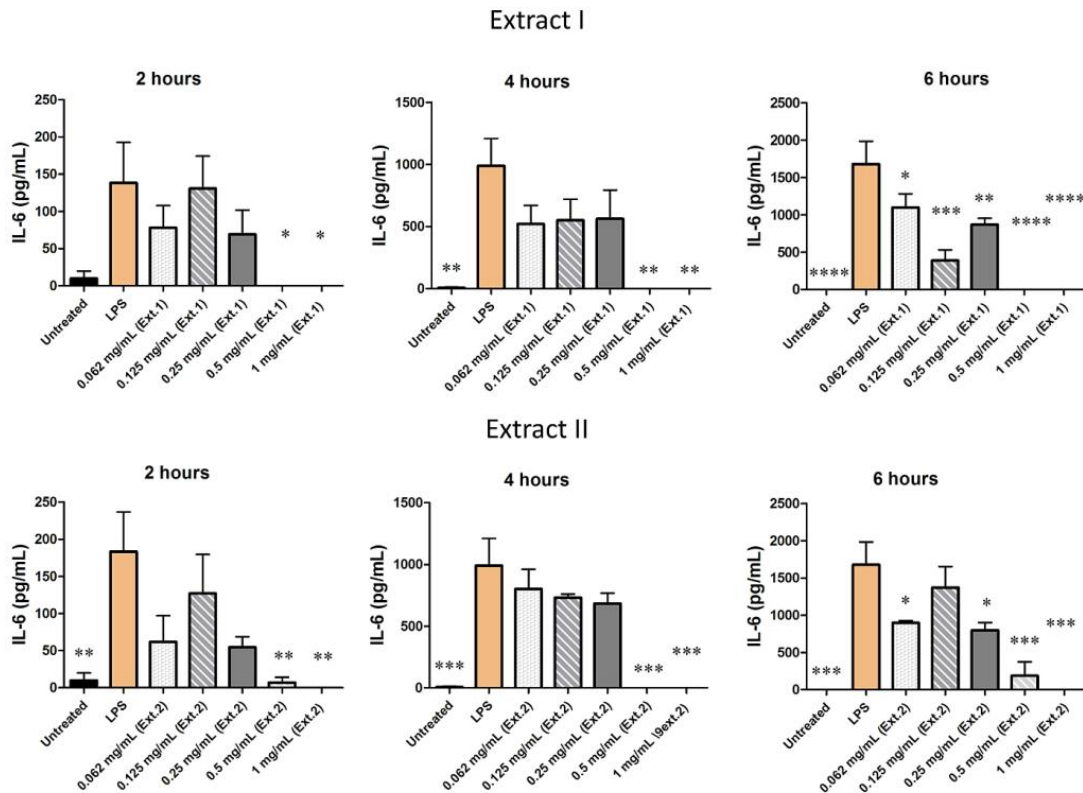 Extract I
2 hours
IL-6 (pg/mL)
250
200
150
100
50
0
* *
Untreated
LPS
0.062 mg/mL (Ext.1)
0.125 mg/mL (Ext.1)
0.25 mg/mL (Ext.1)
0.5 mg/mL (Ext.1)
1 mg/mL (Ext.1)
4 hours
IL-6 (pg/mL)
1500
1000
500
0
** ** **
Untreated
LPS
0.062 mg/mL (Ext.1)
0.125 mg/mL (Ext.1)
0.25 mg/mL (Ext.1)
0.5 mg/mL (Ext.1)
1 mg/mL (Ext.1)
6 hours
IL-6 (pg/mL)
2500
2000
1500
1000
500
0
**** * *** ** **** ****
Untreated
LPS
0.062 mg/mL (Ext.1)
0.125 mg/mL (Ext.1)
0.25 mg/mL (Ext.1)
0.5 mg/mL (Ext.1)
1 mg/mL (Ext.1)
Extract II
2 hours
IL-6 (pg/mL)
250
200
150
100
50
0
** ** **
Untreated
LPS
0.062 mg/mL (Ext.2)
0.125 mg/mL (Ext.2)
0.25 mg/mL (Ext.2)
0.5 mg/mL (Ext.2)
1 mg/mL (Ext.2)
4 hours
IL-6 (pg/mL)
1500
1000
500
0
*** *** ***
Untreated
LPS
0.062 mg/mL (Ext.2)
0.125 mg/mL (Ext.2)
0.25 mg/mL (Ext.2)
0.5 mg/mL (Ext.2)
1 mg/mL \9ext.2)
6 hours
IL-6 (pg/mL)
2500
2000
1500
1000
500
0
*** * * *** ***
Untreated
LPS
0.062 mg/mL (Ext.2)
0.125 mg/mL (Ext.2)
0.25 mg/mL (Ext.2)
0.5 mg/mL (Ext.2)
1 mg/mL (Ext.2)